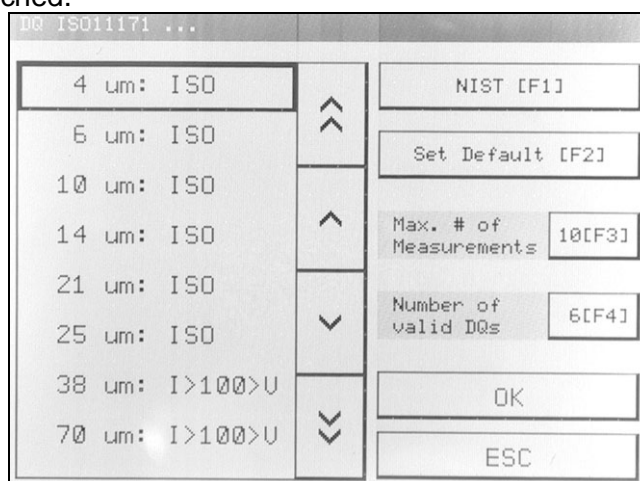 ched.
DQ ISO11171 ...
4 um: ISO
6 um: ISO
10 um: ISO
14 um: ISO
21 um: ISO
25 um: ISO
38 um: I>100>U
70 um: I>100>U
NIST [F1]
Set Default [F2]
Max. # of
Measurements
10[F3]
Number of
valid DQs
6[F4]
OK
ESC